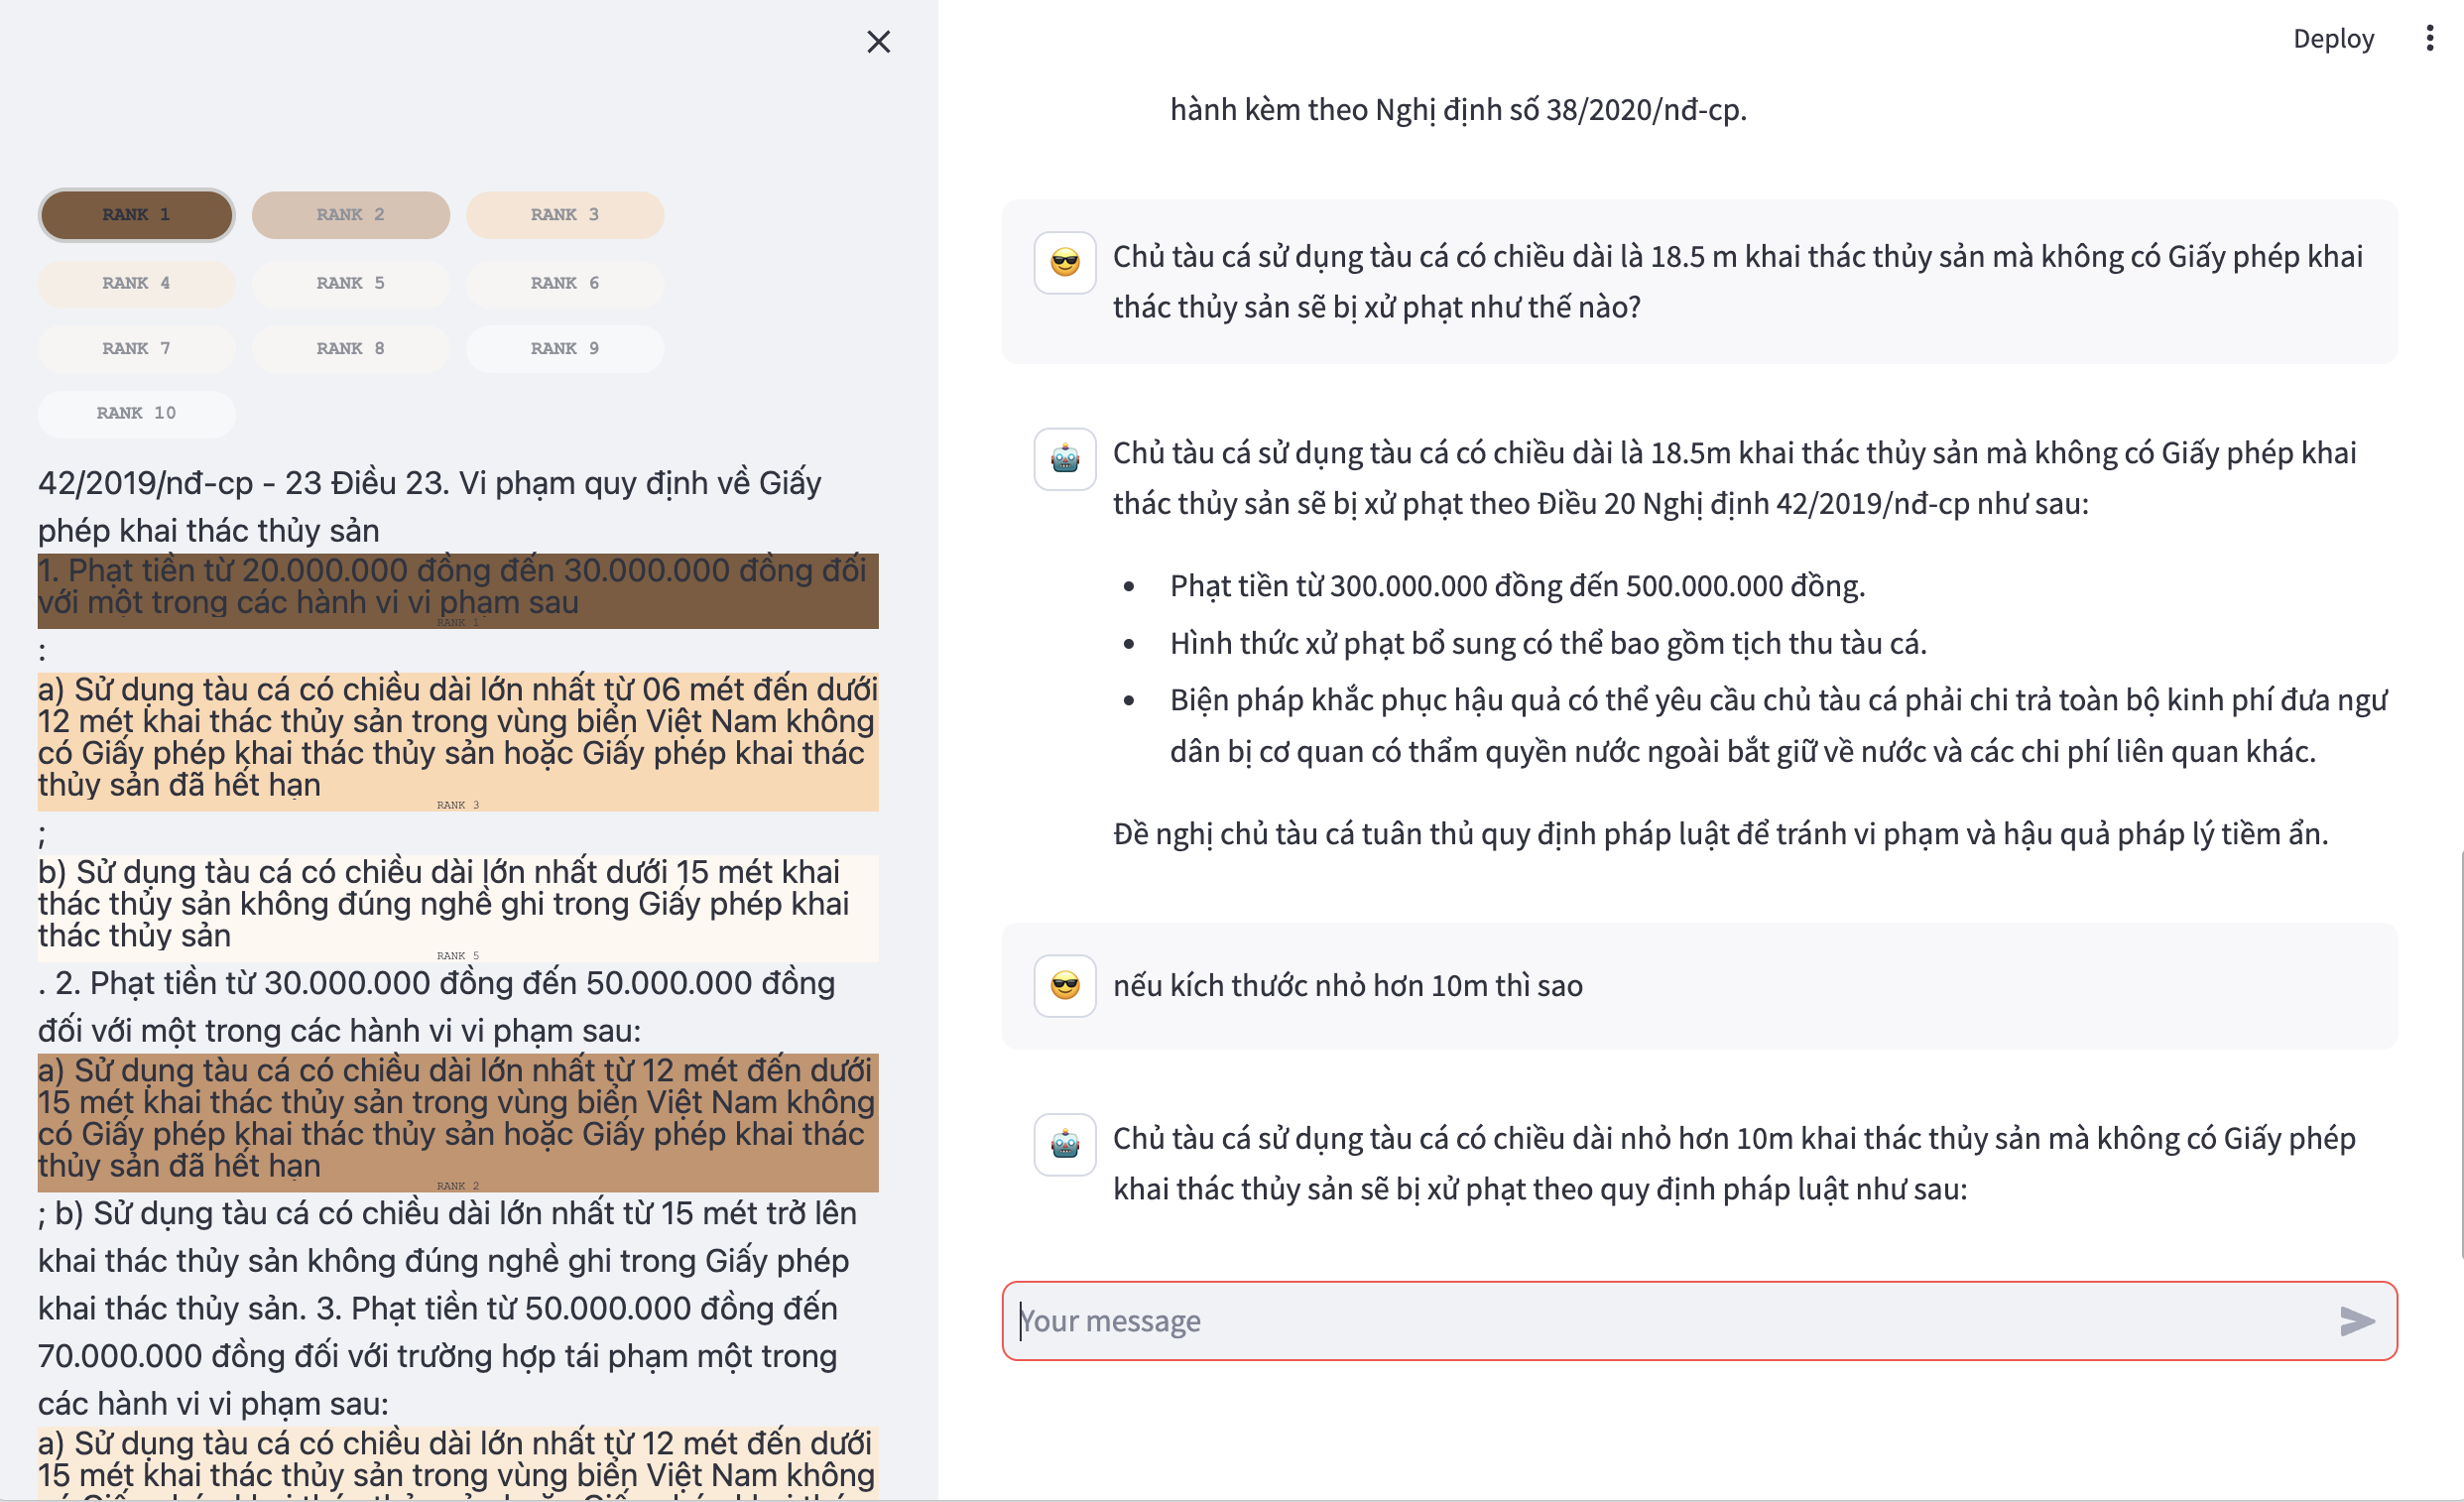 RANK 1
RANK 2
RANK 3
RANK 4
RANK 5
RANK 6
RANK 7
RANK 8
RANK 9
RANK 10
42/2019/nđ-cp - 23 Điều 23. Vi phạm quy định về Giấy
phép khai thác thủy sản
1. Phạt tiền từ 20.000.000 đồng đến 30.000.000 đồng đối
với một trong các hành vi vi phạm sau
RANK 1
:
a) Sử dụng tàu cá có chiều dài lớn nhất từ 06 mét đến dưới
12 mét khai thác thủy sản trong vùng biển Việt Nam không
có Giấy phép khai thác thủy sản hoặc Giấy phép khai thác
thủy sản đã hết hạn
RANK 3
;
b) Sử dụng tàu cá có chiều dài lớn nhất dưới 15 mét khai
thác thủy sản không đúng nghề ghi trong Giấy phép khai
thác thủy sản
RANK 5
. 2. Phạt tiền từ 30.000.000 đồng đến 50.000.000 đồng
đối với một trong các hành vi vi phạm sau:
a) Sử dụng tàu cá có chiều dài lớn nhất từ 12 mét đến dưới
15 mét khai thác thủy sản trong vùng biển Việt Nam không
có Giấy phép khai thác thủy sản hoặc Giấy phép khai thác
thủy sản đã hết hạn
RANK 2
; b) Sử dụng tàu cá có chiều dài lớn nhất từ 15 mét trở lên
khai thác thủy sản không đúng nghề ghi trong Giấy phép
khai thác thủy sản. 3. Phạt tiền từ 50.000.000 đồng đến
70.000.000 đồng đối với trường hợp tái phạm một trong
các hành vi vi phạm sau:
a) Sử dụng tàu cá có chiều dài lớn nhất từ 12 mét đến dưới
15 mét khai thác thủy sản trong vùng biển Việt Nam không
Deploy
hành kèm theo Nghị định số 38/2020/nđ-cp.
Chủ tàu cá sử dụng tàu cá có chiều dài là 18.5 m khai thác thủy sản mà không có Giấy phép khai
thác thủy sản sẽ bị xử phạt như thế nào?
Chủ tàu cá sử dụng tàu cá có chiều dài là 18.5m khai thác thủy sản mà không có Giấy phép khai
thác thủy sản sẽ bị xử phạt theo Điều 20 Nghị định 42/2019/nđ-cp như sau:
• Phạt tiền từ 300.000.000 đồng đến 500.000.000 đồng.
• Hình thức xử phạt bổ sung có thể bao gồm tịch thu tàu cá.
• Biện pháp khắc phục hậu quả có thể yêu cầu chủ tàu cá phải chi trả toàn bộ kinh phí đưa ngư
dân bị cơ quan có thẩm quyền nước ngoài bắt giữ về nước và các chi phí liên quan khác.
Đề nghị chủ tàu cá tuân thủ quy định pháp luật để tránh vi phạm và hậu quả pháp lý tiềm ẩn.
nếu kích thước nhỏ hơn 10m thì sao
Chủ tàu cá sử dụng tàu cá có chiều dài nhỏ hơn 10m khai thác thủy sản mà không có Giấy phép
khai thác thủy sản sẽ bị xử phạt theo quy định pháp luật như sau:
Your message